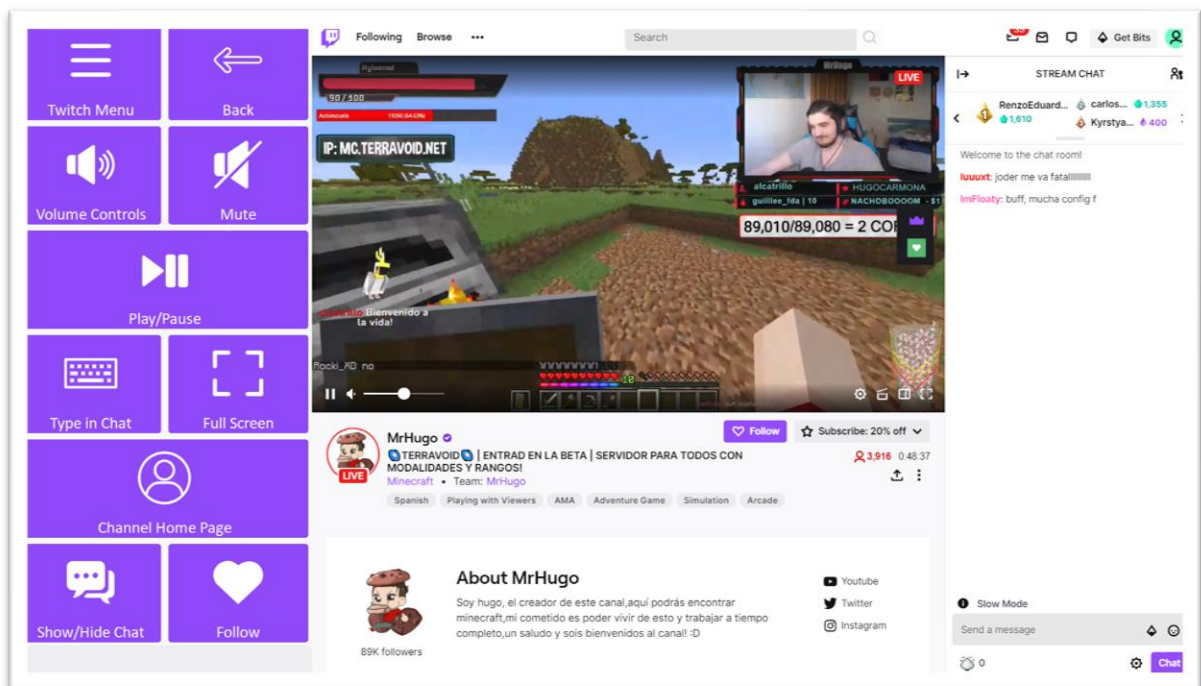 Twitch Menu
Back
Volume Controls
Mute
Play/Pause
Type in Chat
Full Screen
Channel Home Page
Show/Hide Chat
Follow
Following Browse
Search
Get Bits
90/100
IP: MC.TERRAVOID.NET
MrHugo
LIVE
alcatrillo
HUGOCARMONA
guiiilee_fda | 10
NACHOBOOOOM - $1
89,010/89,080 = 2 CO
Bienvenido a
la vida!
Rocki_XD no
10
MrHugo
LIVE
TERRAVOID | ENTRAD EN LA BETA | SERVIDOR PARA TODOS CON
MODALIDADES Y RANGOS!
Minecraft • Team: MrHugo
Spanish Playing with Viewers AMA Adventure Game Simulation Arcade
Follow
Subscribe: 20% off
3,916 0:48:37
About MrHugo
Soy hugo, el creador de este canal,aquí podrás encontrar
minecraft,mi cometido es poder vivir de esto y trabajar a tiempo
completo,un saludo y sois bienvenidos al canal! :D
89K followers
Youtube
Twitter
Instagram
STREAM CHAT
1
RenzoEduard...
1,610
carlos... 1,355
Kyrstya... 400
Welcome to the chat room!
luuuxt: joder me va fatalllllllll
ImFloaty: buff, mucha config f
Slow Mode
Send a message
0
Chat